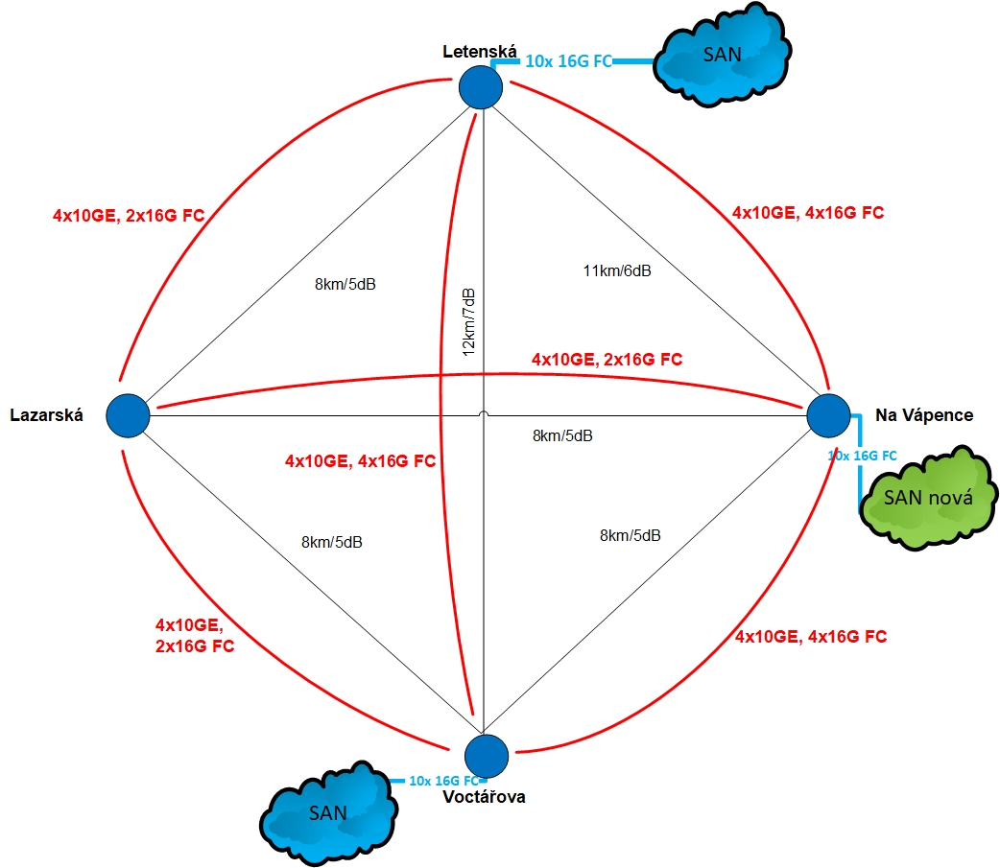 Letenská
10x 16G FC
SAN
4x10GE, 2x16G FC
4x10GE, 4x16G FC
8km/5dB
11km/6dB
12km/7dB
4x10GE, 2x16G FC
Lazarská
Na Vápence
8km/5dB
10x 16G FC
4x10GE, 4x16G FC
SAN nová
8km/5dB
8km/5dB
4x10GE,
2x16G FC
4x10GE, 4x16G FC
10x 16G FC
Voctářova
SAN